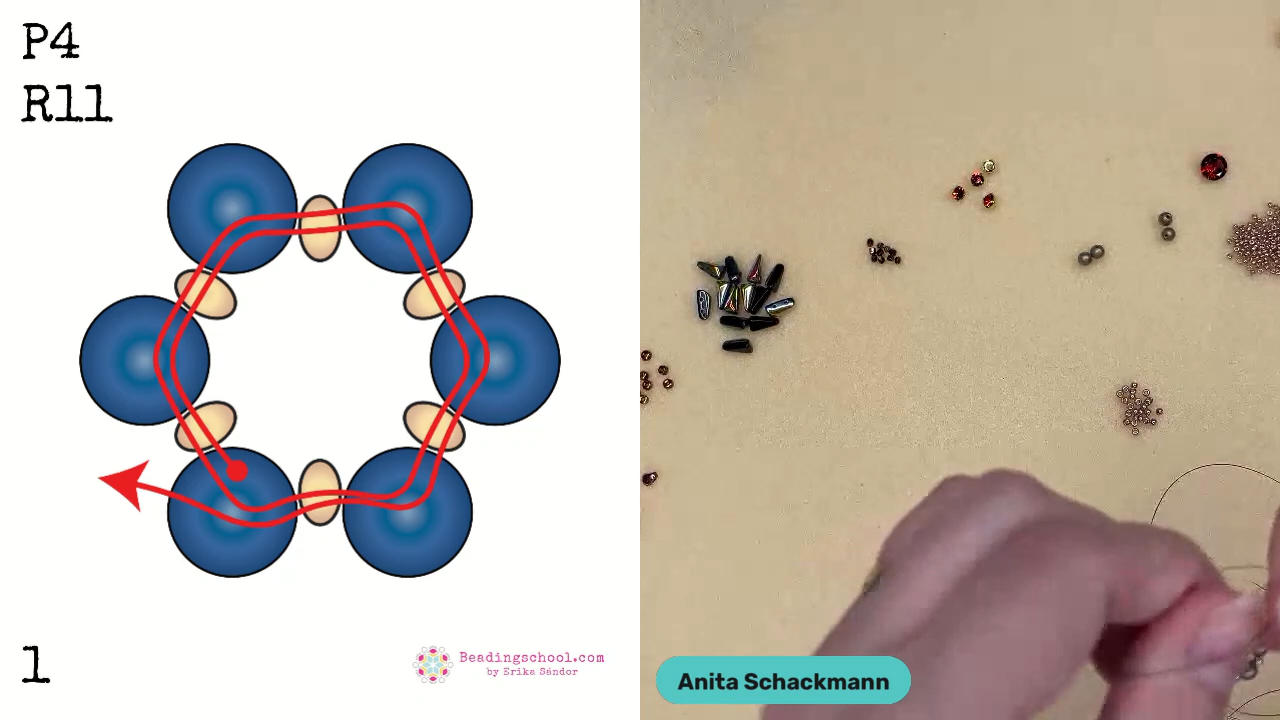 P4
R11
1
Beadingschool.com
by Erika Sándor
Anita Schackmann